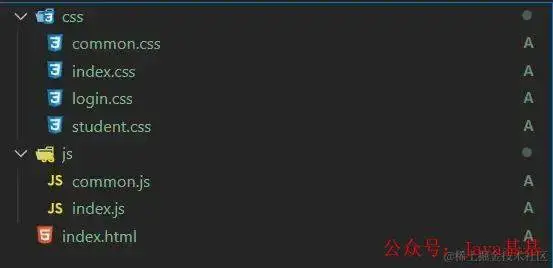 css
common.css A
index.css A
login.css A
student.css A
js
JS common.js A
JS index.js A
index.html A
公众号：Java基基
@稀土掘金技术社区